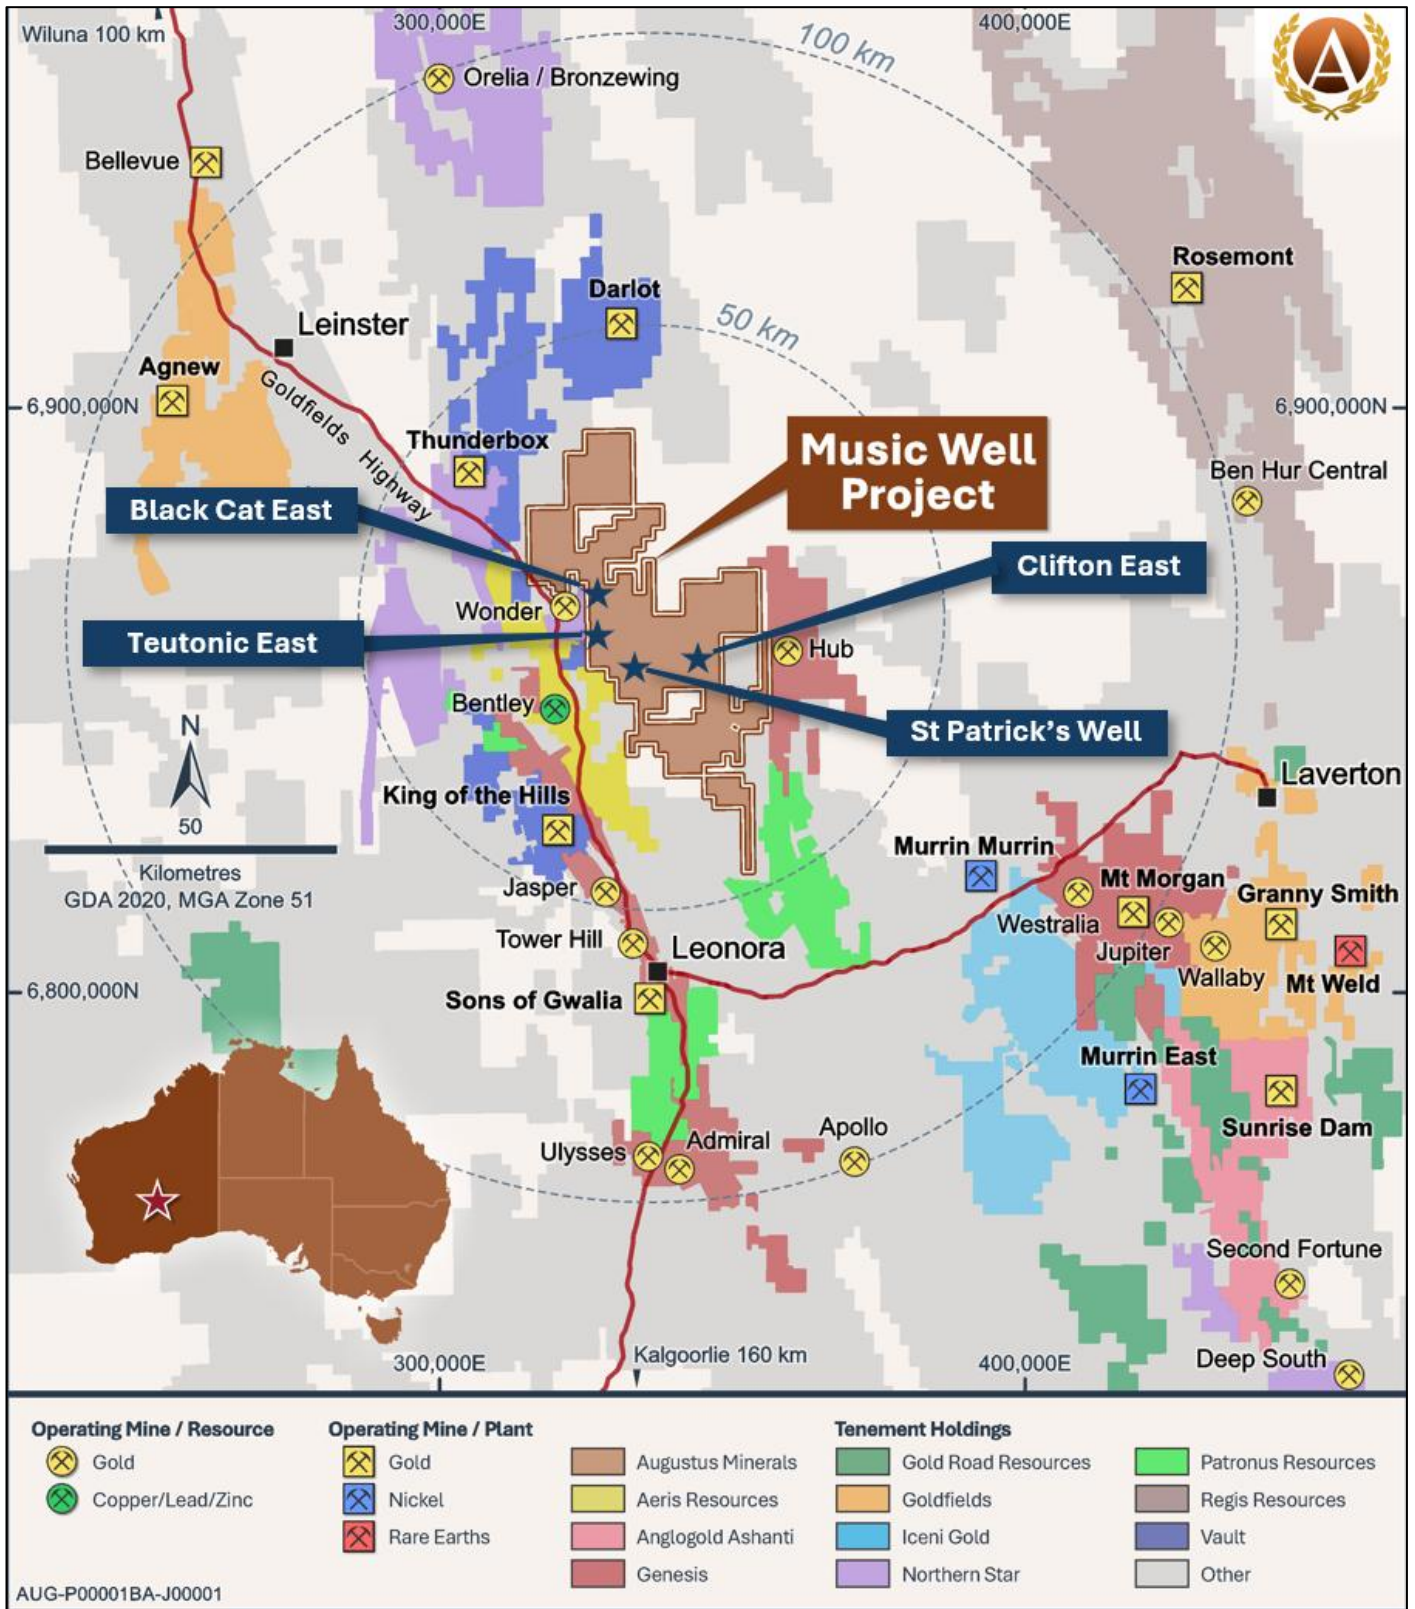 Wiluna 100 km
300,000E
400,000E
100 km
A
Orelia / Bronzewing
Bellevue
Rosemont
Darlot
50 km
Leinster
Agnew
Goldfields Highway
6,900,000N
6,900,000N
Thunderbox
Music Well
Project
Ben Hur Central
Black Cat East
Clifton East
Wonder
Teutonic East
Hub
Bentley
St Patrick's Well
N
Laverton
King of the Hills
50
Kilometres
GDA 2020, MGA Zone 51
Murrin Murrin
Jasper
Mt Morgan
Granny Smith
Westralia
Tower Hill
Leonora
Jupiter
Wallaby
Mt Weld
6,800,000N
Sons of Gwalia
Murrin East
Sunrise Dam
Ulysses
Admiral
Apollo
Second Fortune
300,000E
Kalgoorlie 160 km
400,000E
Deep South
Operating Mine / Resource
Gold
Copper/Lead/Zinc
Operating Mine / Plant
Gold
Nickel
Rare Earths
Tenement Holdings
Augustus Minerals
Aeris Resources
Anglogold Ashanti
Genesis
Gold Road Resources
Goldfields
Iceni Gold
Northern Star
Patronus Resources
Regis Resources
Vault
Other
AUG-P00001BA-J00001